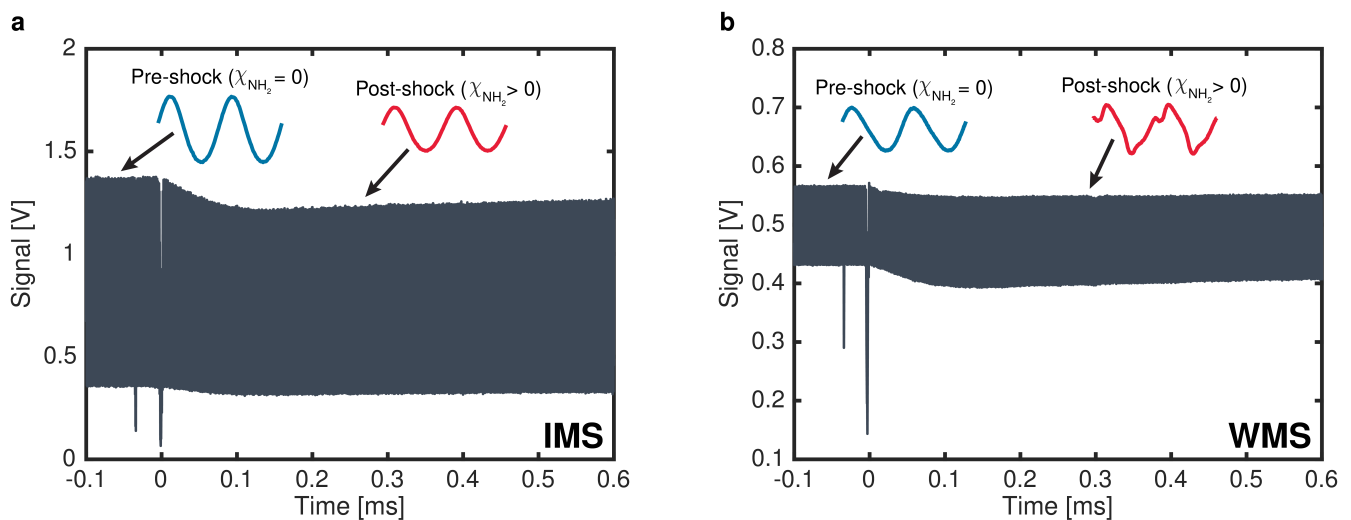 a
Pre-shock (χNH₂ = 0)
Post-shock (χNH₂ > 0)
Signal [V]
2
1.5
1
0.5
0
-0.1 0 0.1 0.2 0.3 0.4 0.5 0.6
Time [ms]
IMS
b
Pre-shock (χNH₂ = 0)
Post-shock (χNH₂ > 0)
Signal [V]
0.8
0.7
0.6
0.5
0.4
0.3
0.2
0.1
-0.1 0 0.1 0.2 0.3 0.4 0.5 0.6
Time [ms]
WMS